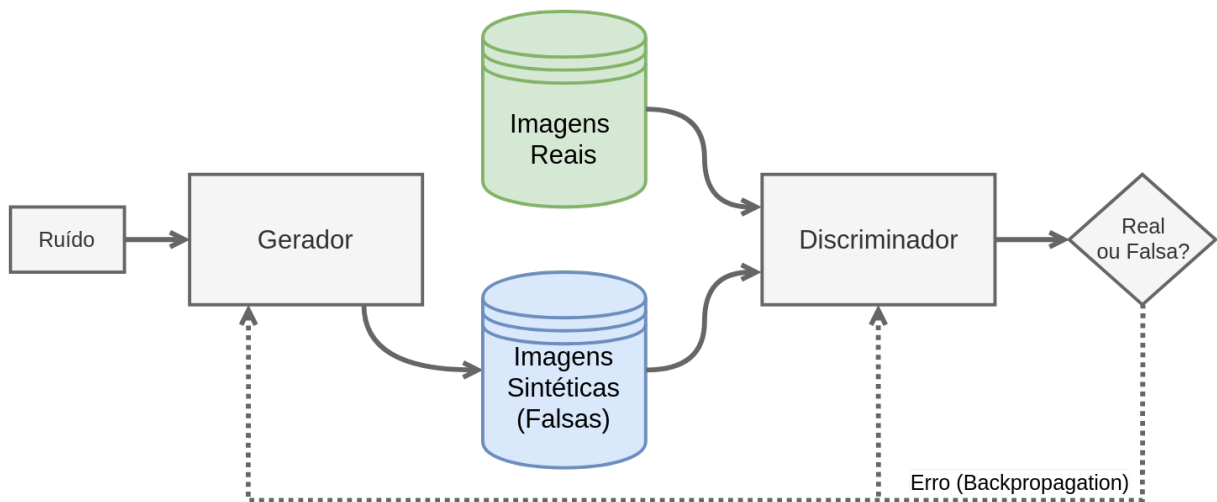 Imagens
Reais
Ruído
Gerador
Discriminador
Real
ou Falsa?
Imagens
Sintéticas
(Falsas)
Erro (Backpropagation)